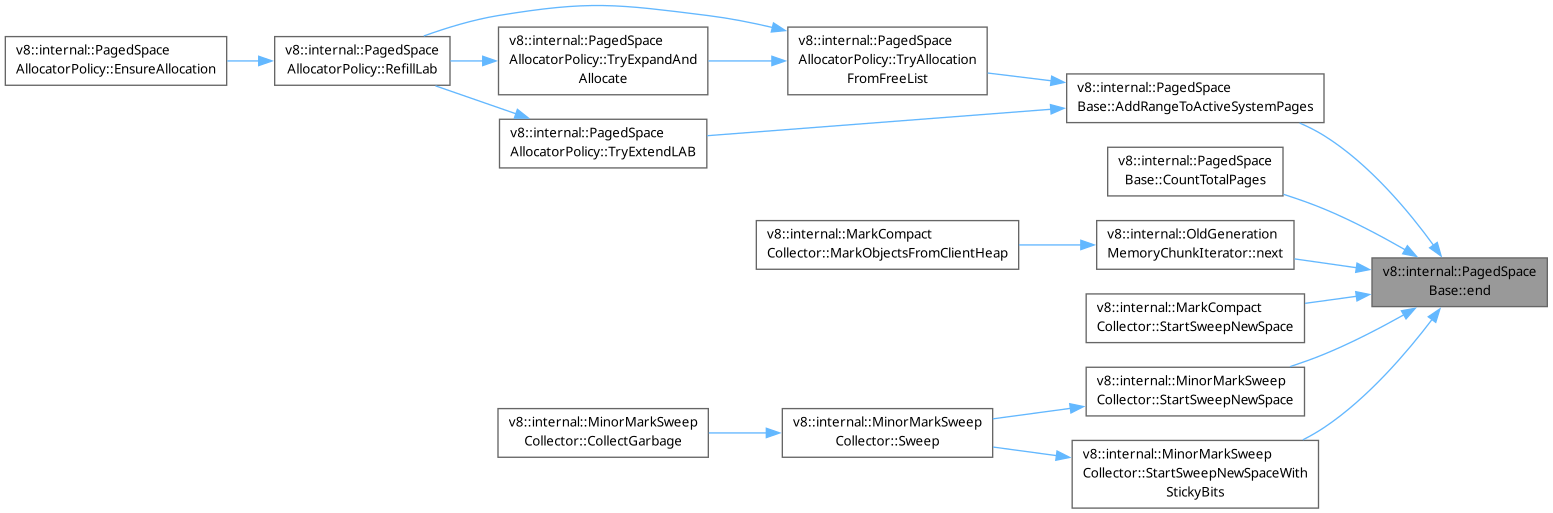 v8::internal::PagedSpace
AllocatorPolicy::EnsureAllocation
v8::internal::PagedSpace
AllocatorPolicy::RefillLab
v8::internal::PagedSpace
AllocatorPolicy::TryExpandAnd
Allocate
v8::internal::PagedSpace
AllocatorPolicy::TryAllocation
FromFreeList
v8::internal::PagedSpace
AllocatorPolicy::TryExtendLAB
v8::internal::PagedSpace
Base::AddRangeToActiveSystemPages
v8::internal::PagedSpace
Base::CountTotalPages
v8::internal::MarkCompact
Collector::MarkObjectsFromClientHeap
v8::internal::OldGeneration
MemoryChunkIterator::next
v8::internal::PagedSpace
Base::end
v8::internal::MarkCompact
Collector::StartSweepNewSpace
v8::internal::MinorMarkSweep
Collector::StartSweepNewSpace
v8::internal::MinorMarkSweep
Collector::CollectGarbage
v8::internal::MinorMarkSweep
Collector::Sweep
v8::internal::MinorMarkSweep
Collector::StartSweepNewSpaceWith
StickyBits